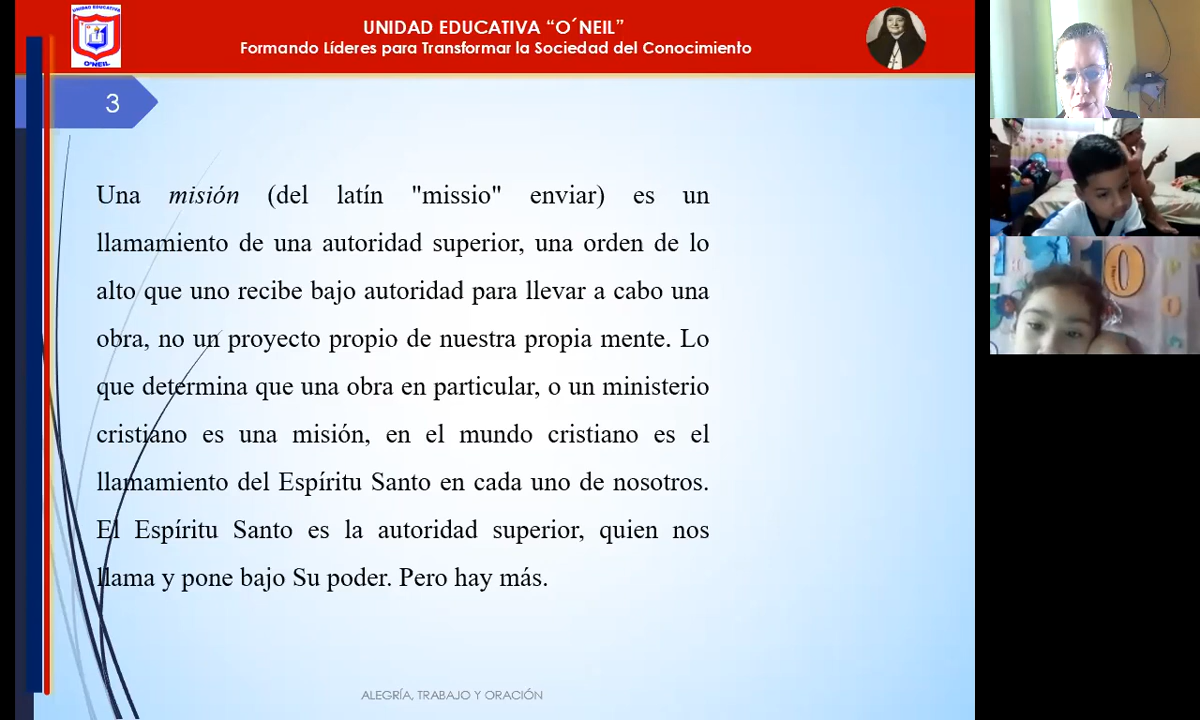 UNIDAD EDUCATIVA
O´NEIL
UNIDAD EDUCATIVA “O´NEIL”
Formando Líderes para Transformar la Sociedad del Conocimiento
3
Una misión (del latín "missio" enviar) es un
llamamiento de una autoridad superior, una orden de lo
alto que uno recibe bajo autoridad para llevar a cabo una
obra, no un proyecto propio de nuestra propia mente. Lo
que determina que una obra en particular, o un ministerio
cristiano es una misión, en el mundo cristiano es el
llamamiento del Espíritu Santo en cada uno de nosotros.
El Espíritu Santo es la autoridad superior, quien nos
llama y pone bajo Su poder. Pero hay más.
ALEGRÍA, TRABAJO Y ORACIÓN
10